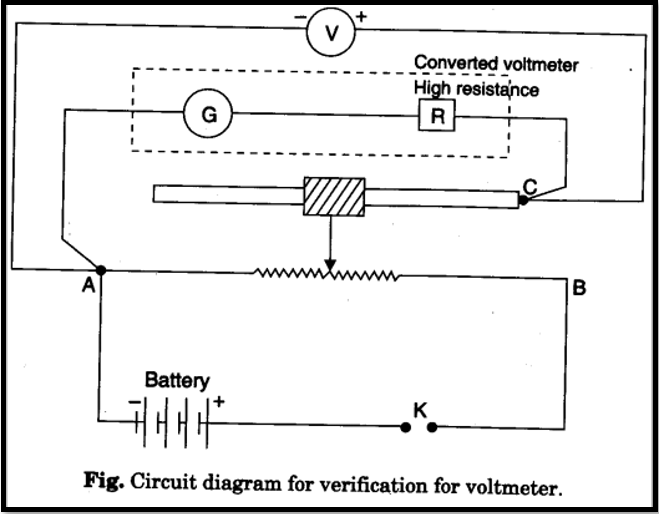 − +
V
Converted voltmeter
High resistance
G
R
C
A
B
Battery
− +
K
Fig. Circuit diagram for verification for voltmeter.